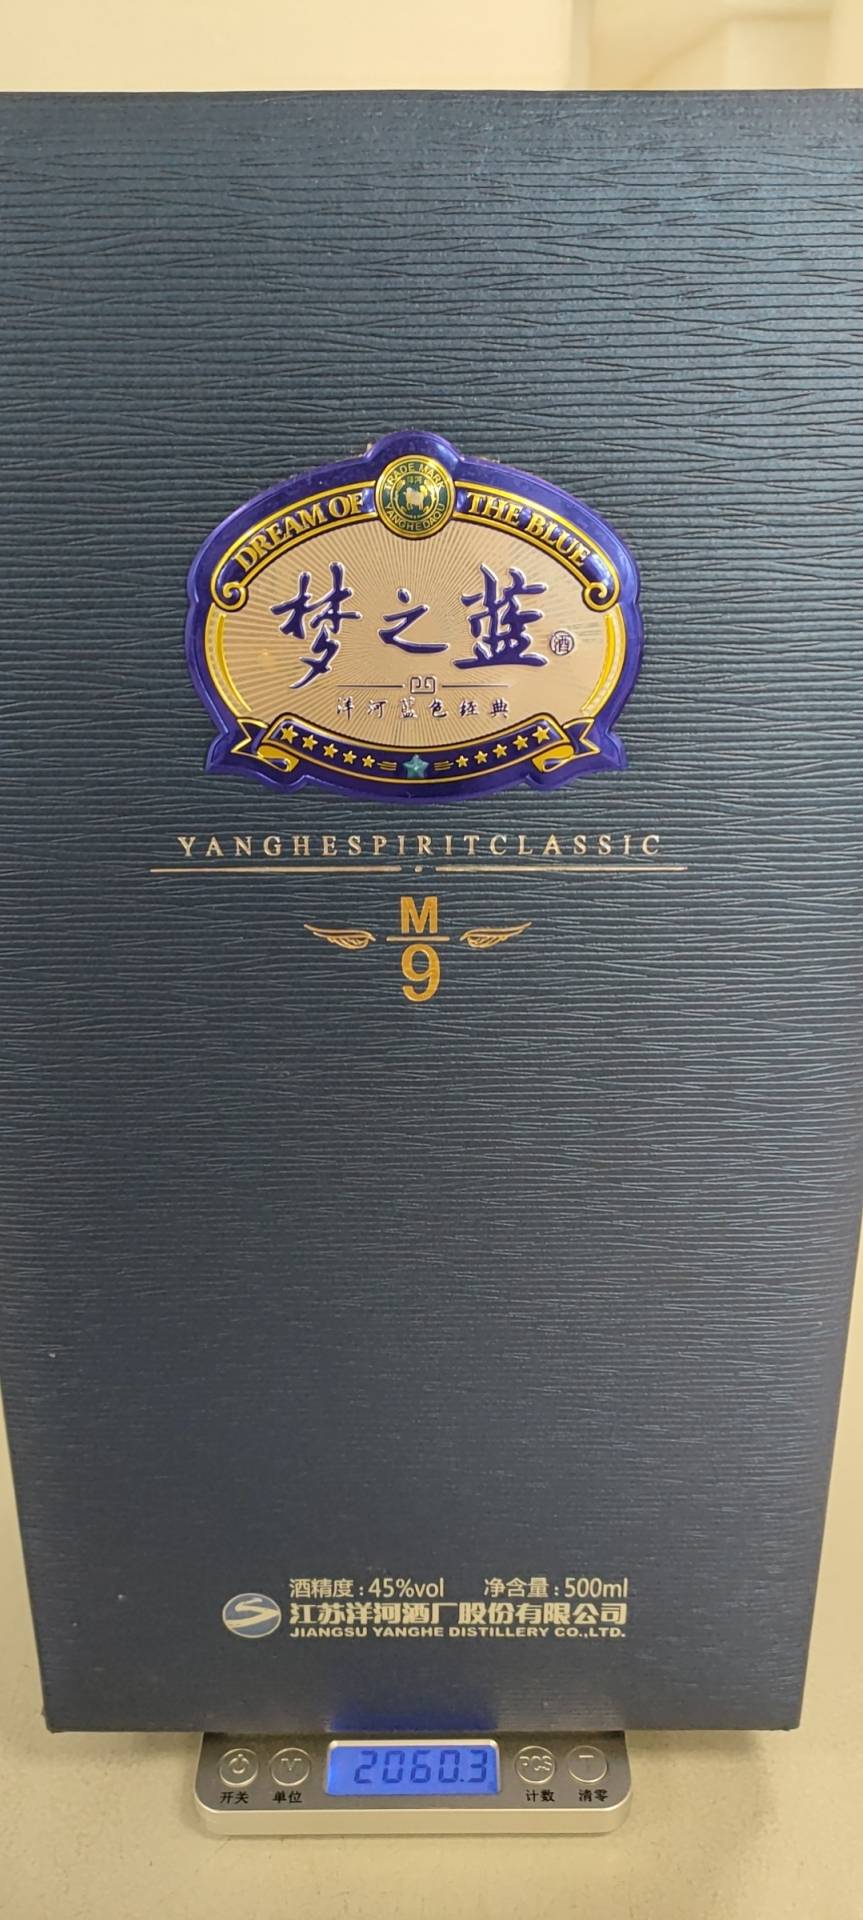 TRADE MARK
洋河
YANGHE DAQU
DREAM OF THE BLUE
梦之蓝
酒
洋河蓝色经典
YANGHESPIRITCLASSIC
M
9
酒精度:45%vol 净含量:500ml
江苏洋河酒厂股份有限公司
JIANGSU YANGHE DISTILLERY CO.,LTD.
M 2060.3 PCS T
开关 单位 计数 清零